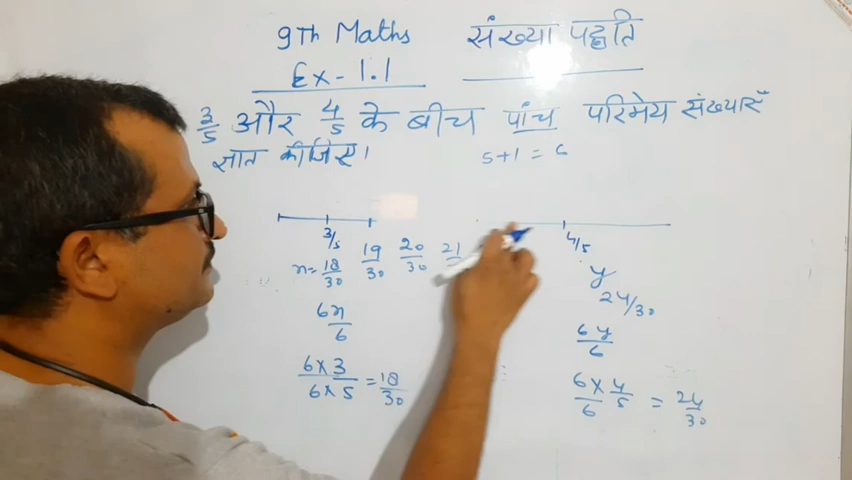 9Th Maths संख्या पद्धति
Ex-1.1
3/5 और 4/5 के बीच पांच परिमेय संख्याएँ
ज्ञात कीजिए।
5+1 = 6
3/5 4/5
x= 18/30 19/30 20/30 21 y
24/30
6x/6 6y/6
6×3/6×5 = 18/30 6/6 × 4/5 = 24/30